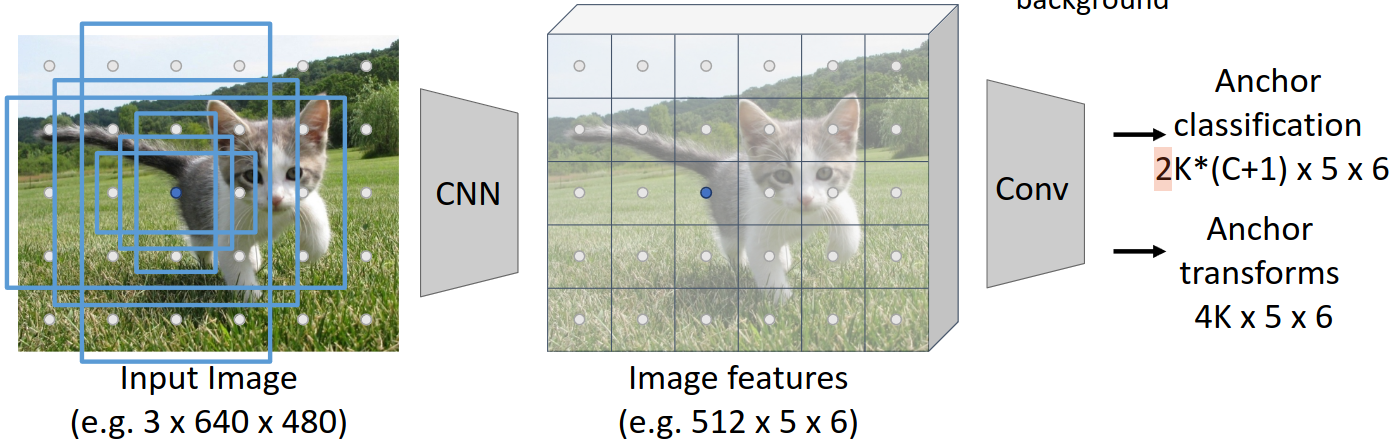 background
Anchor
classification
2K*(C+1) x 5 x 6
Anchor
transforms
4K x 5 x 6
CNN
Conv
Input Image
(e.g. 3 x 640 x 480)
Image features
(e.g. 512 x 5 x 6)